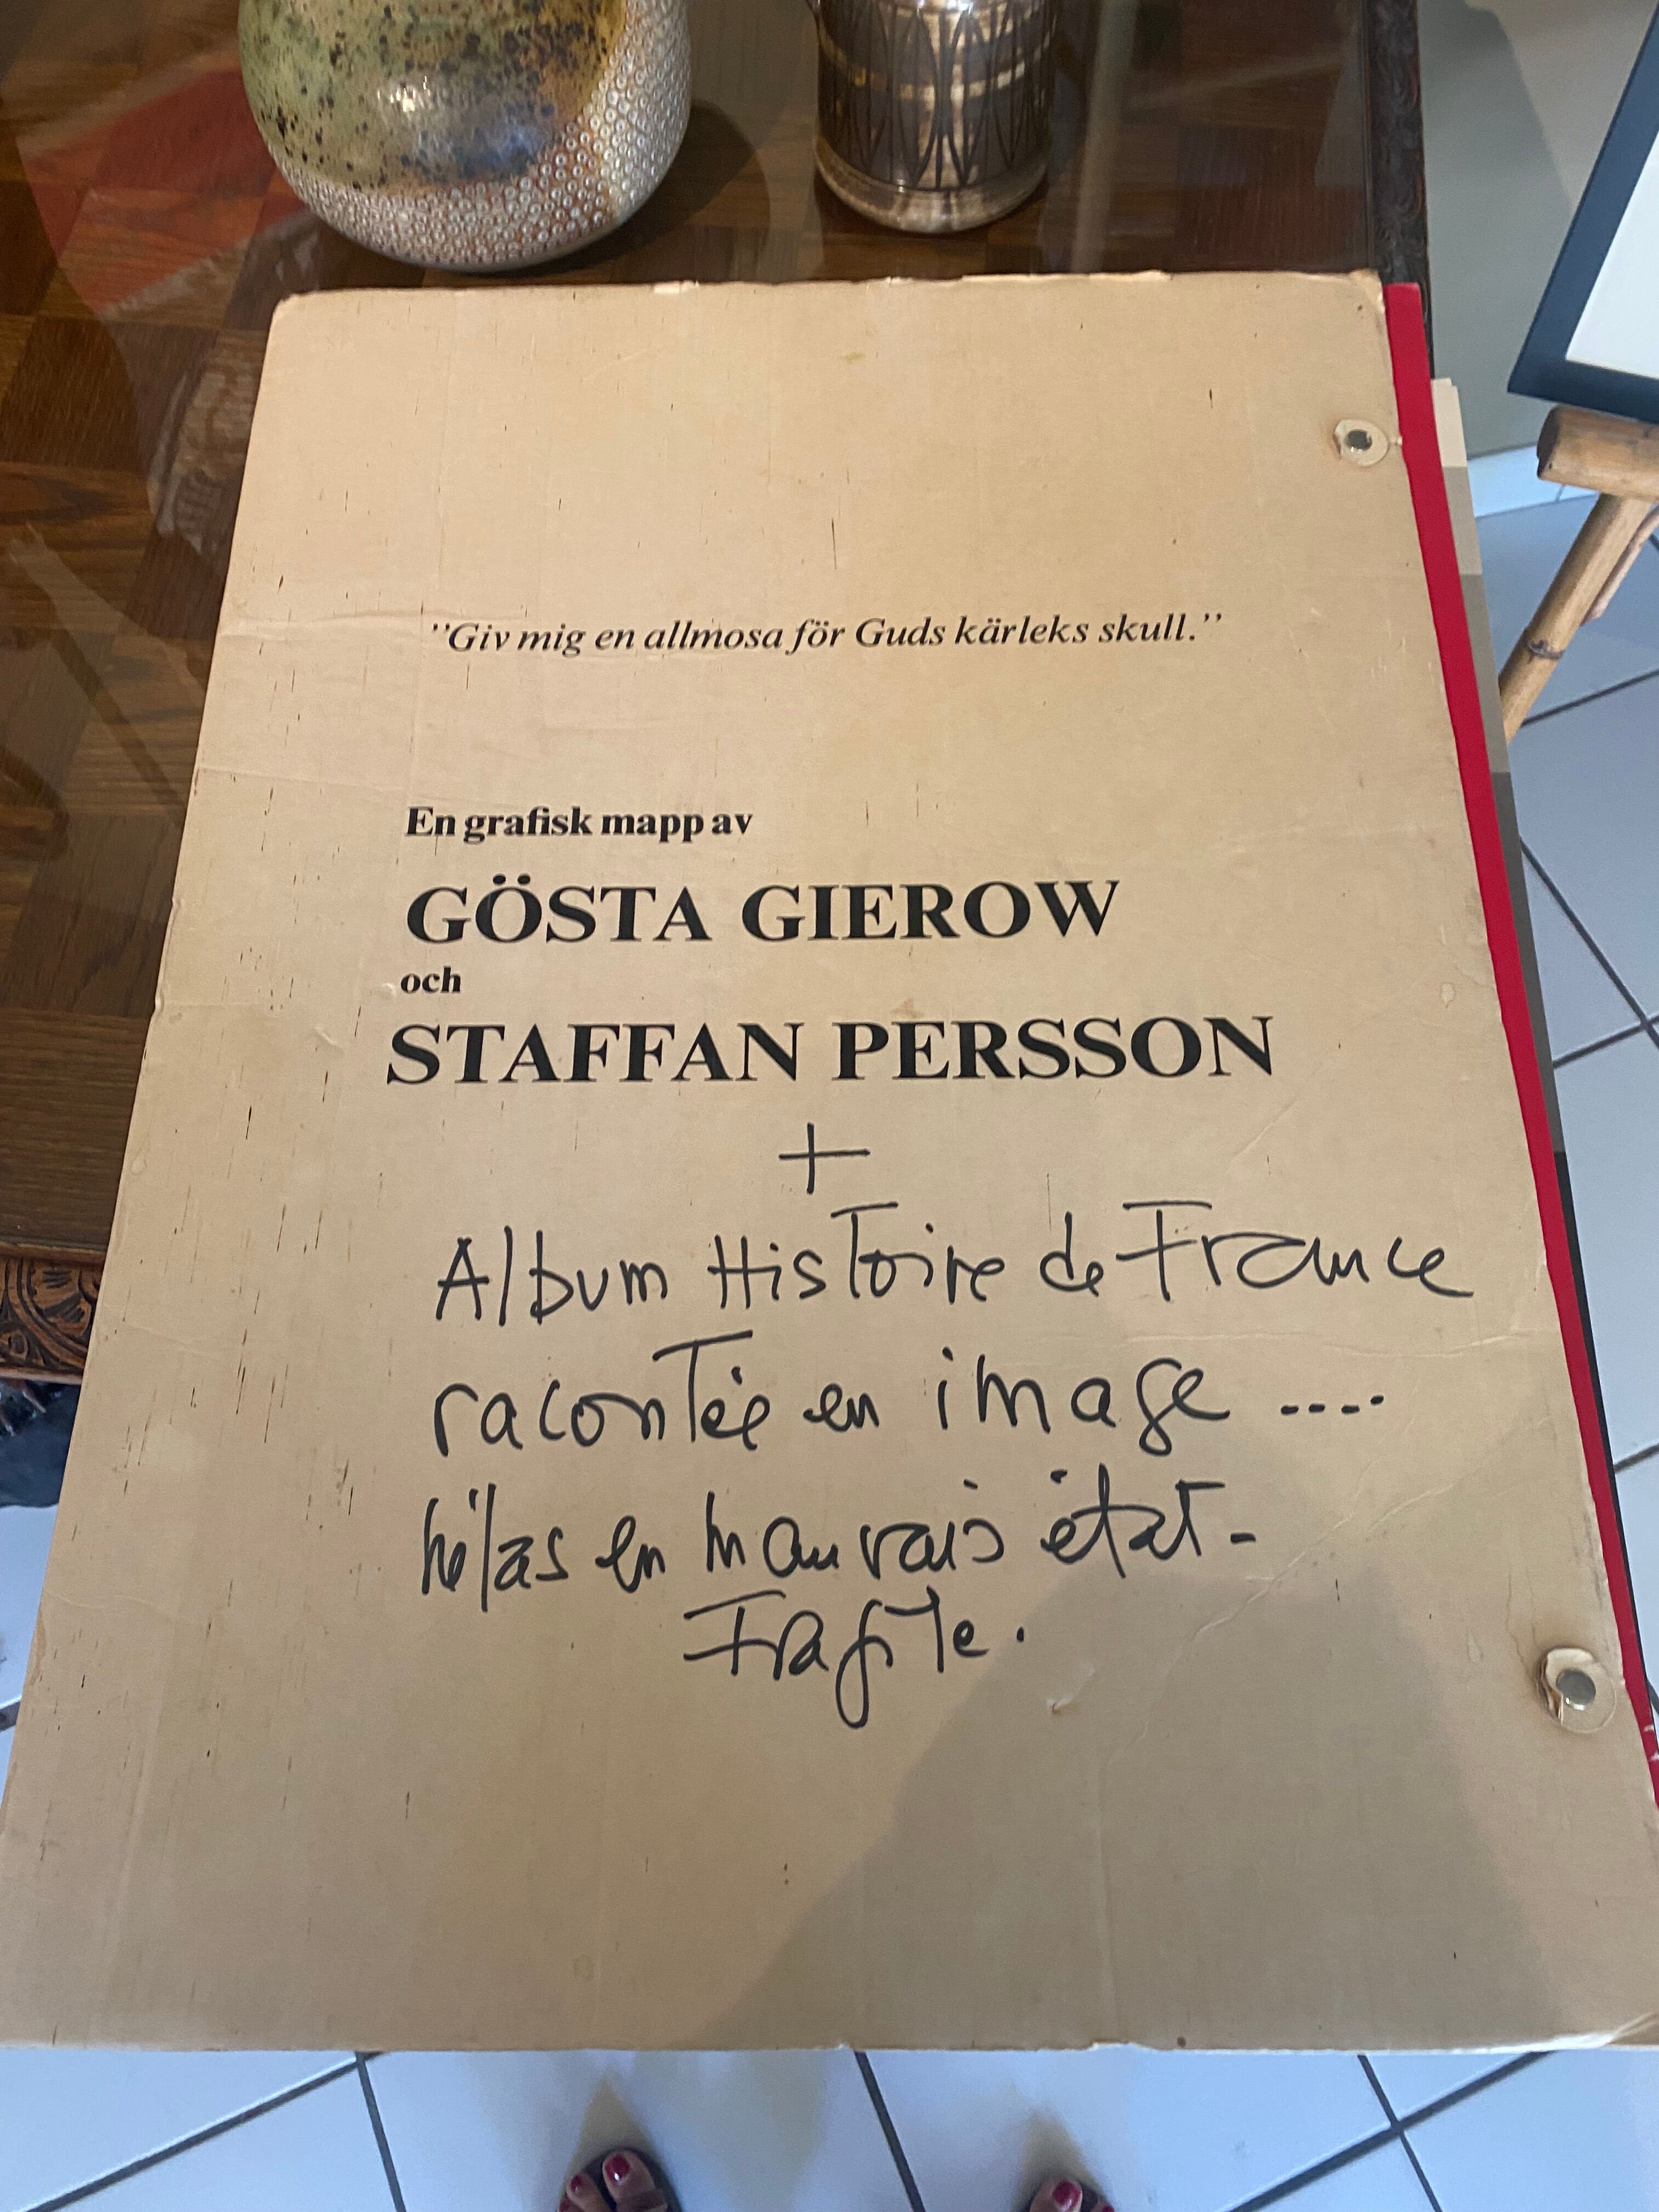 ”Giv mig en allmosa för Guds kärleks skull.”
En grafisk mapp av
GÖSTA GIEROW
och
STAFFAN PERSSON
+
Album Histoire de France
racontée en image ....
hélas en mauvais état -
Fragile.